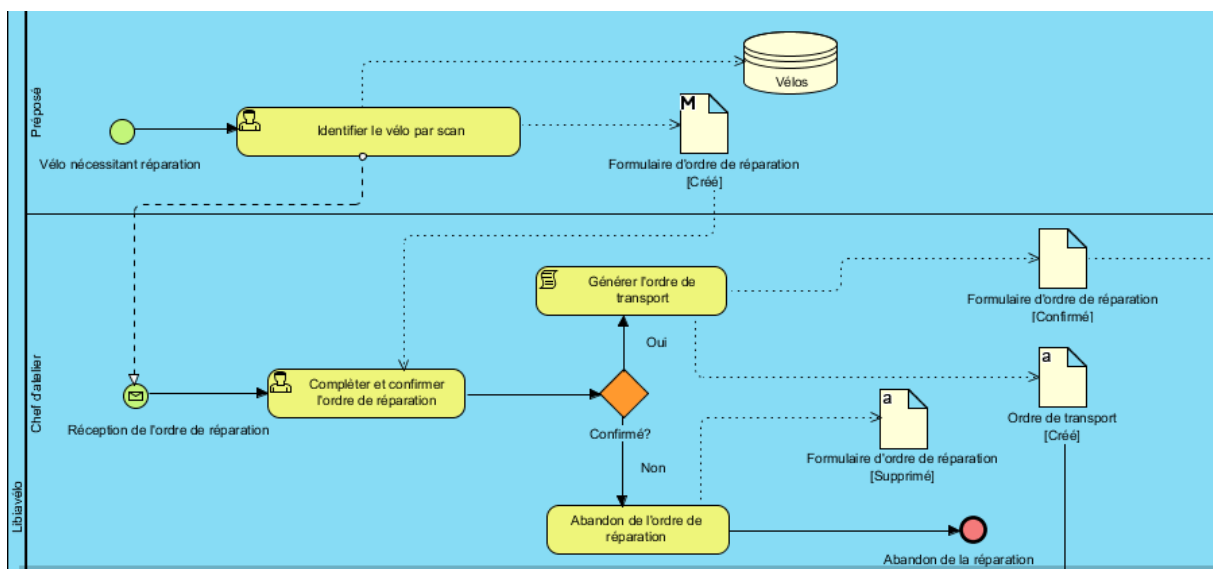 Libiavélo
Préposé
Vélo nécessitant réparation
Identifier le vélo par scan
Vélos
M
Formulaire d'ordre de réparation
[Créé]
Chef d'atelier
Réception de l'ordre de réparation
Complèter et confirmer
l'ordre de réparation
Générer l'ordre de
transport
Oui
Confirmé?
Non
Formulaire d'ordre de réparation
[Confirmé]
a
Ordre de transport
[Créé]
a
Formulaire d'ordre de réparation
[Supprimé]
Abandon de l'ordre de
réparation
Abandon de la réparation